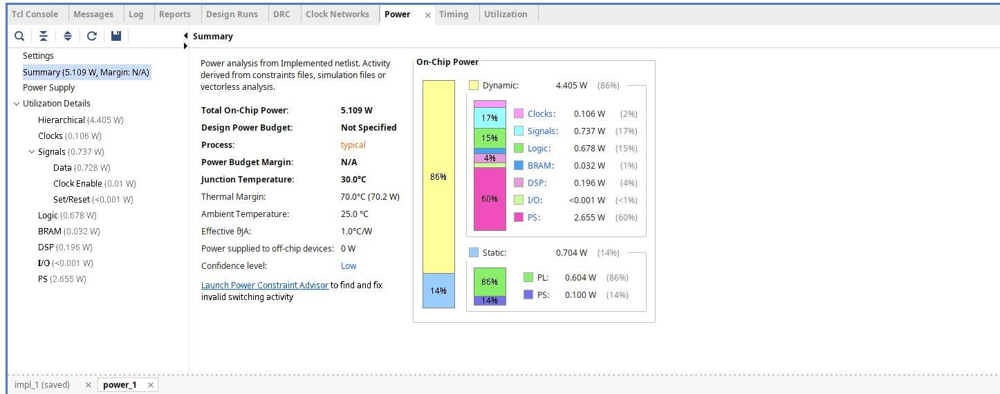 Tcl Console Messages Log Reports Design Runs DRC Clock Networks Power × Timing Utilization
Summary
Settings
Summary (5.109 W, Margin: N/A)
Power Supply
Utilization Details
Hierarchical (4.405 W)
Clocks (0.106 W)
Signals (0.737 W)
Data (0.728 W)
Clock Enable (0.01 W)
Set/Reset (<0.001 W)
Logic (0.678 W)
BRAM (0.032 W)
DSP (0.196 W)
I/O (<0.001 W)
PS (2.655 W)
Power analysis from Implemented netlist. Activity
derived from constraints files, simulation files or
vectorless analysis.
Total On-Chip Power: 5.109 W
Design Power Budget: Not Specified
Process: typical
Power Budget Margin: N/A
Junction Temperature: 30.0°C
Thermal Margin: 70.0°C (70.2 W)
Ambient Temperature: 25.0 °C
Effective ϑJA: 1.0°C/W
Power supplied to off-chip devices: 0 W
Confidence level: Low
Launch Power Constraint Advisor to find and fix
invalid switching activity
On-Chip Power
86%
14%
Dynamic: 4.405 W (86%)
17%
15%
4%
60%
Clocks: 0.106 W (2%)
Signals: 0.737 W (17%)
Logic: 0.678 W (15%)
BRAM: 0.032 W (1%)
DSP: 0.196 W (4%)
I/O: <0.001 W (<1%)
PS: 2.655 W (60%)
Static: 0.704 W (14%)
86%
14%
PL: 0.604 W (86%)
PS: 0.100 W (14%)
impl_1 (saved) × power_1 ×